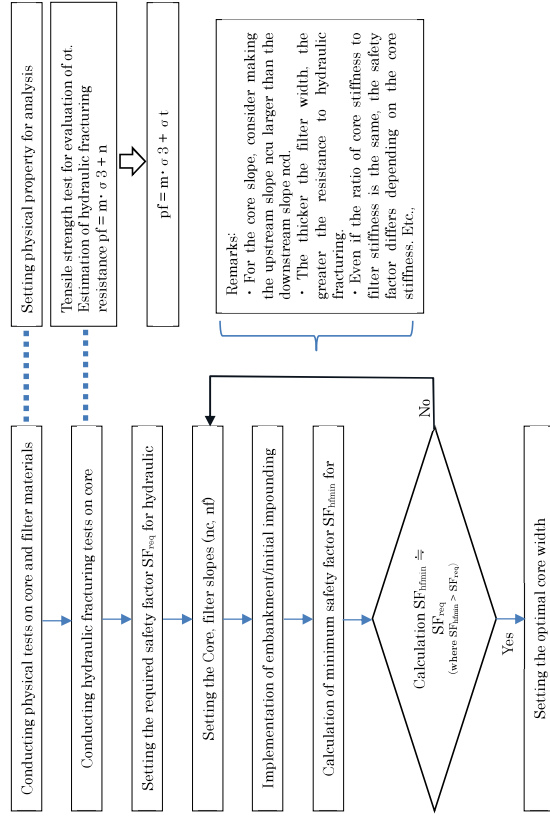 Conducting physical tests on core and filter materials
Setting physical property for analysis
Conducting hydraulic fracturing tests on core
Tensile strength test for evaluation of σt.
Estimation of hydraulic fracturing
resistance pf = m・σ3 + n
pf = m・σ3 + σt
Setting the required safety factor SFreq for hydraulic
Setting the Core, filter slopes (nc, nf)
Implementation of embankment/initial impounding
Calculation of minimum safety factor SFhfmin for
Remarks:
・For the core slope, consider making
the upstream slope ncu larger than the
downstream slope ncd.
・The thicker the filter width, the
greater the resistance to hydraulic
fracturing.
・Even if the ratio of core stiffness to
filter stiffness is the same, the safety
factor differs depending on the core
stiffness. Etc.,
Calculation SFhfmin ≒
SFreq
(where SFhfmin > SFreq)
No
Yes
Setting the optimal core width